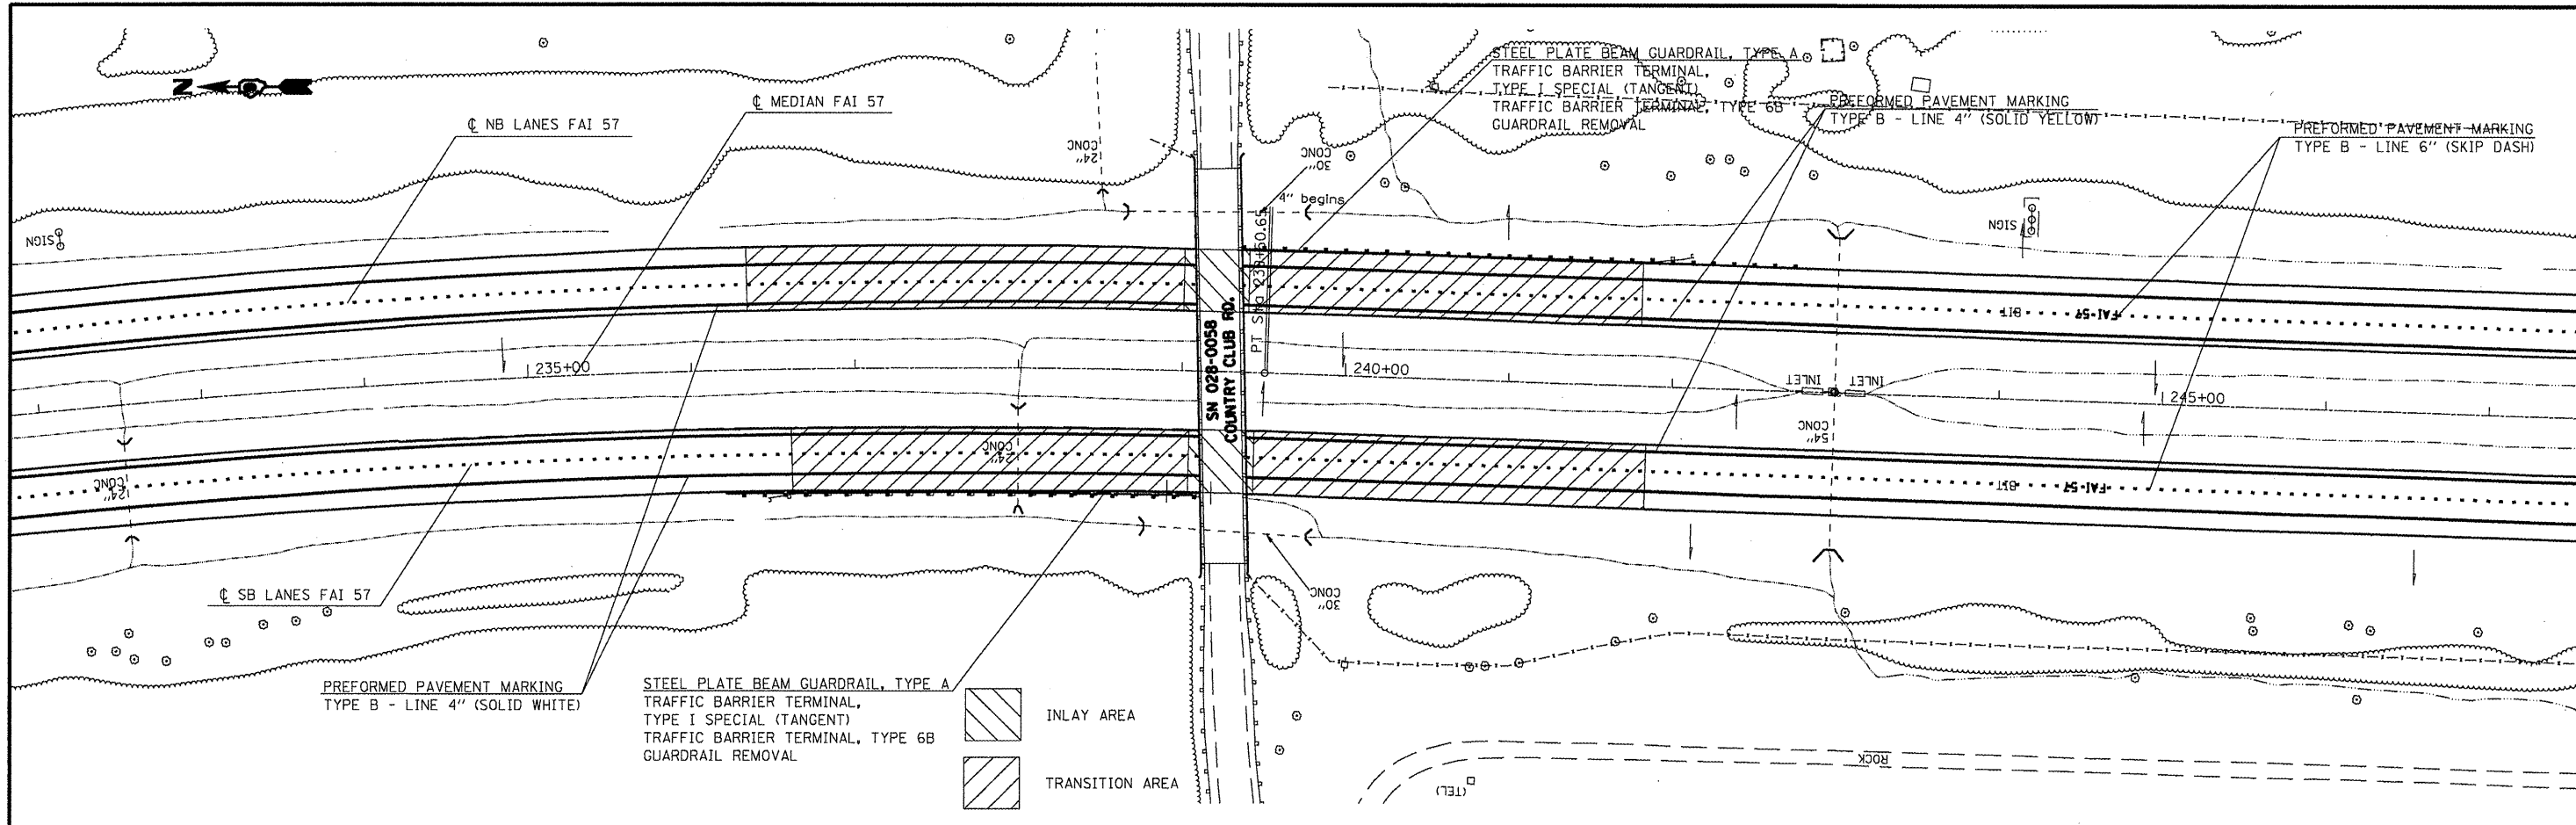 N
℄ MEDIAN FAI 57
℄ NB LANES FAI 57
STEEL PLATE BEAM GUARDRAIL, TYPE A
TRAFFIC BARRIER TERMINAL,
TYPE I SPECIAL (TANGENT)
TRAFFIC BARRIER TERMINAL, TYPE 6B
GUARDRAIL REMOVAL
PREFORMED PAVEMENT MARKING
TYPE B - LINE 4" (SOLID YELLOW)
PREFORMED PAVEMENT MARKING
TYPE B - LINE 6" (SKIP DASH)
24"
CONC
30"
CONC
4" begins
SIGN
SIGN
PT Sta
SN 028-0058
COUNTRY CLUB RD.
BIT
FAI-57
235+00
240+00
245+00
INLET
INLET
54"
CONC
24"
CONC
24"
CONC
BIT
FAI-57
30"
CONC
℄ SB LANES FAI 57
PREFORMED PAVEMENT MARKING
TYPE B - LINE 4" (SOLID WHITE)
STEEL PLATE BEAM GUARDRAIL, TYPE A
TRAFFIC BARRIER TERMINAL,
TYPE I SPECIAL (TANGENT)
TRAFFIC BARRIER TERMINAL, TYPE 6B
GUARDRAIL REMOVAL
INLAY AREA
TRANSITION AREA
ROCK
(TEL)